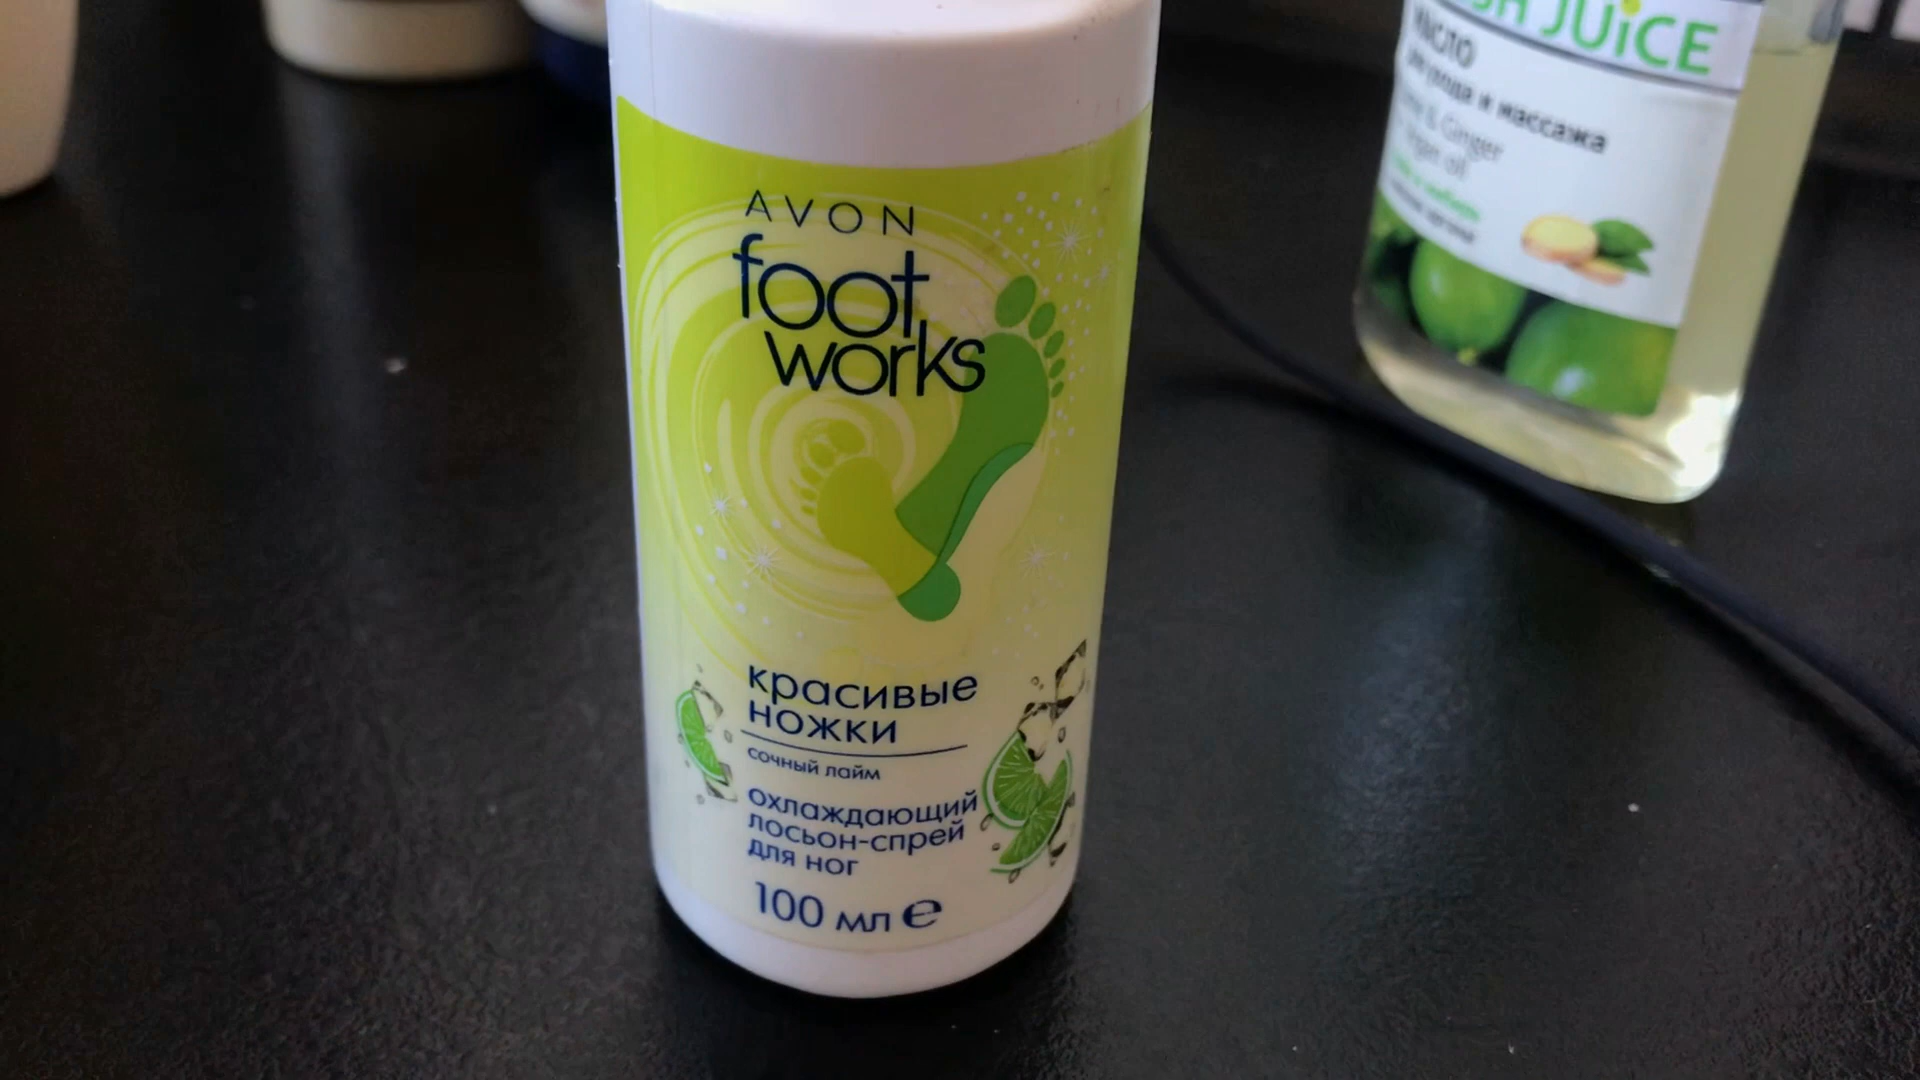 AVON
foot
works
красивые
ножки
сочный лайм
охлаждающий
лосьон-спрей
для ног
100 мл e
JUiCE
МАСЛО
для ухода и массажа
& Ginger
oil